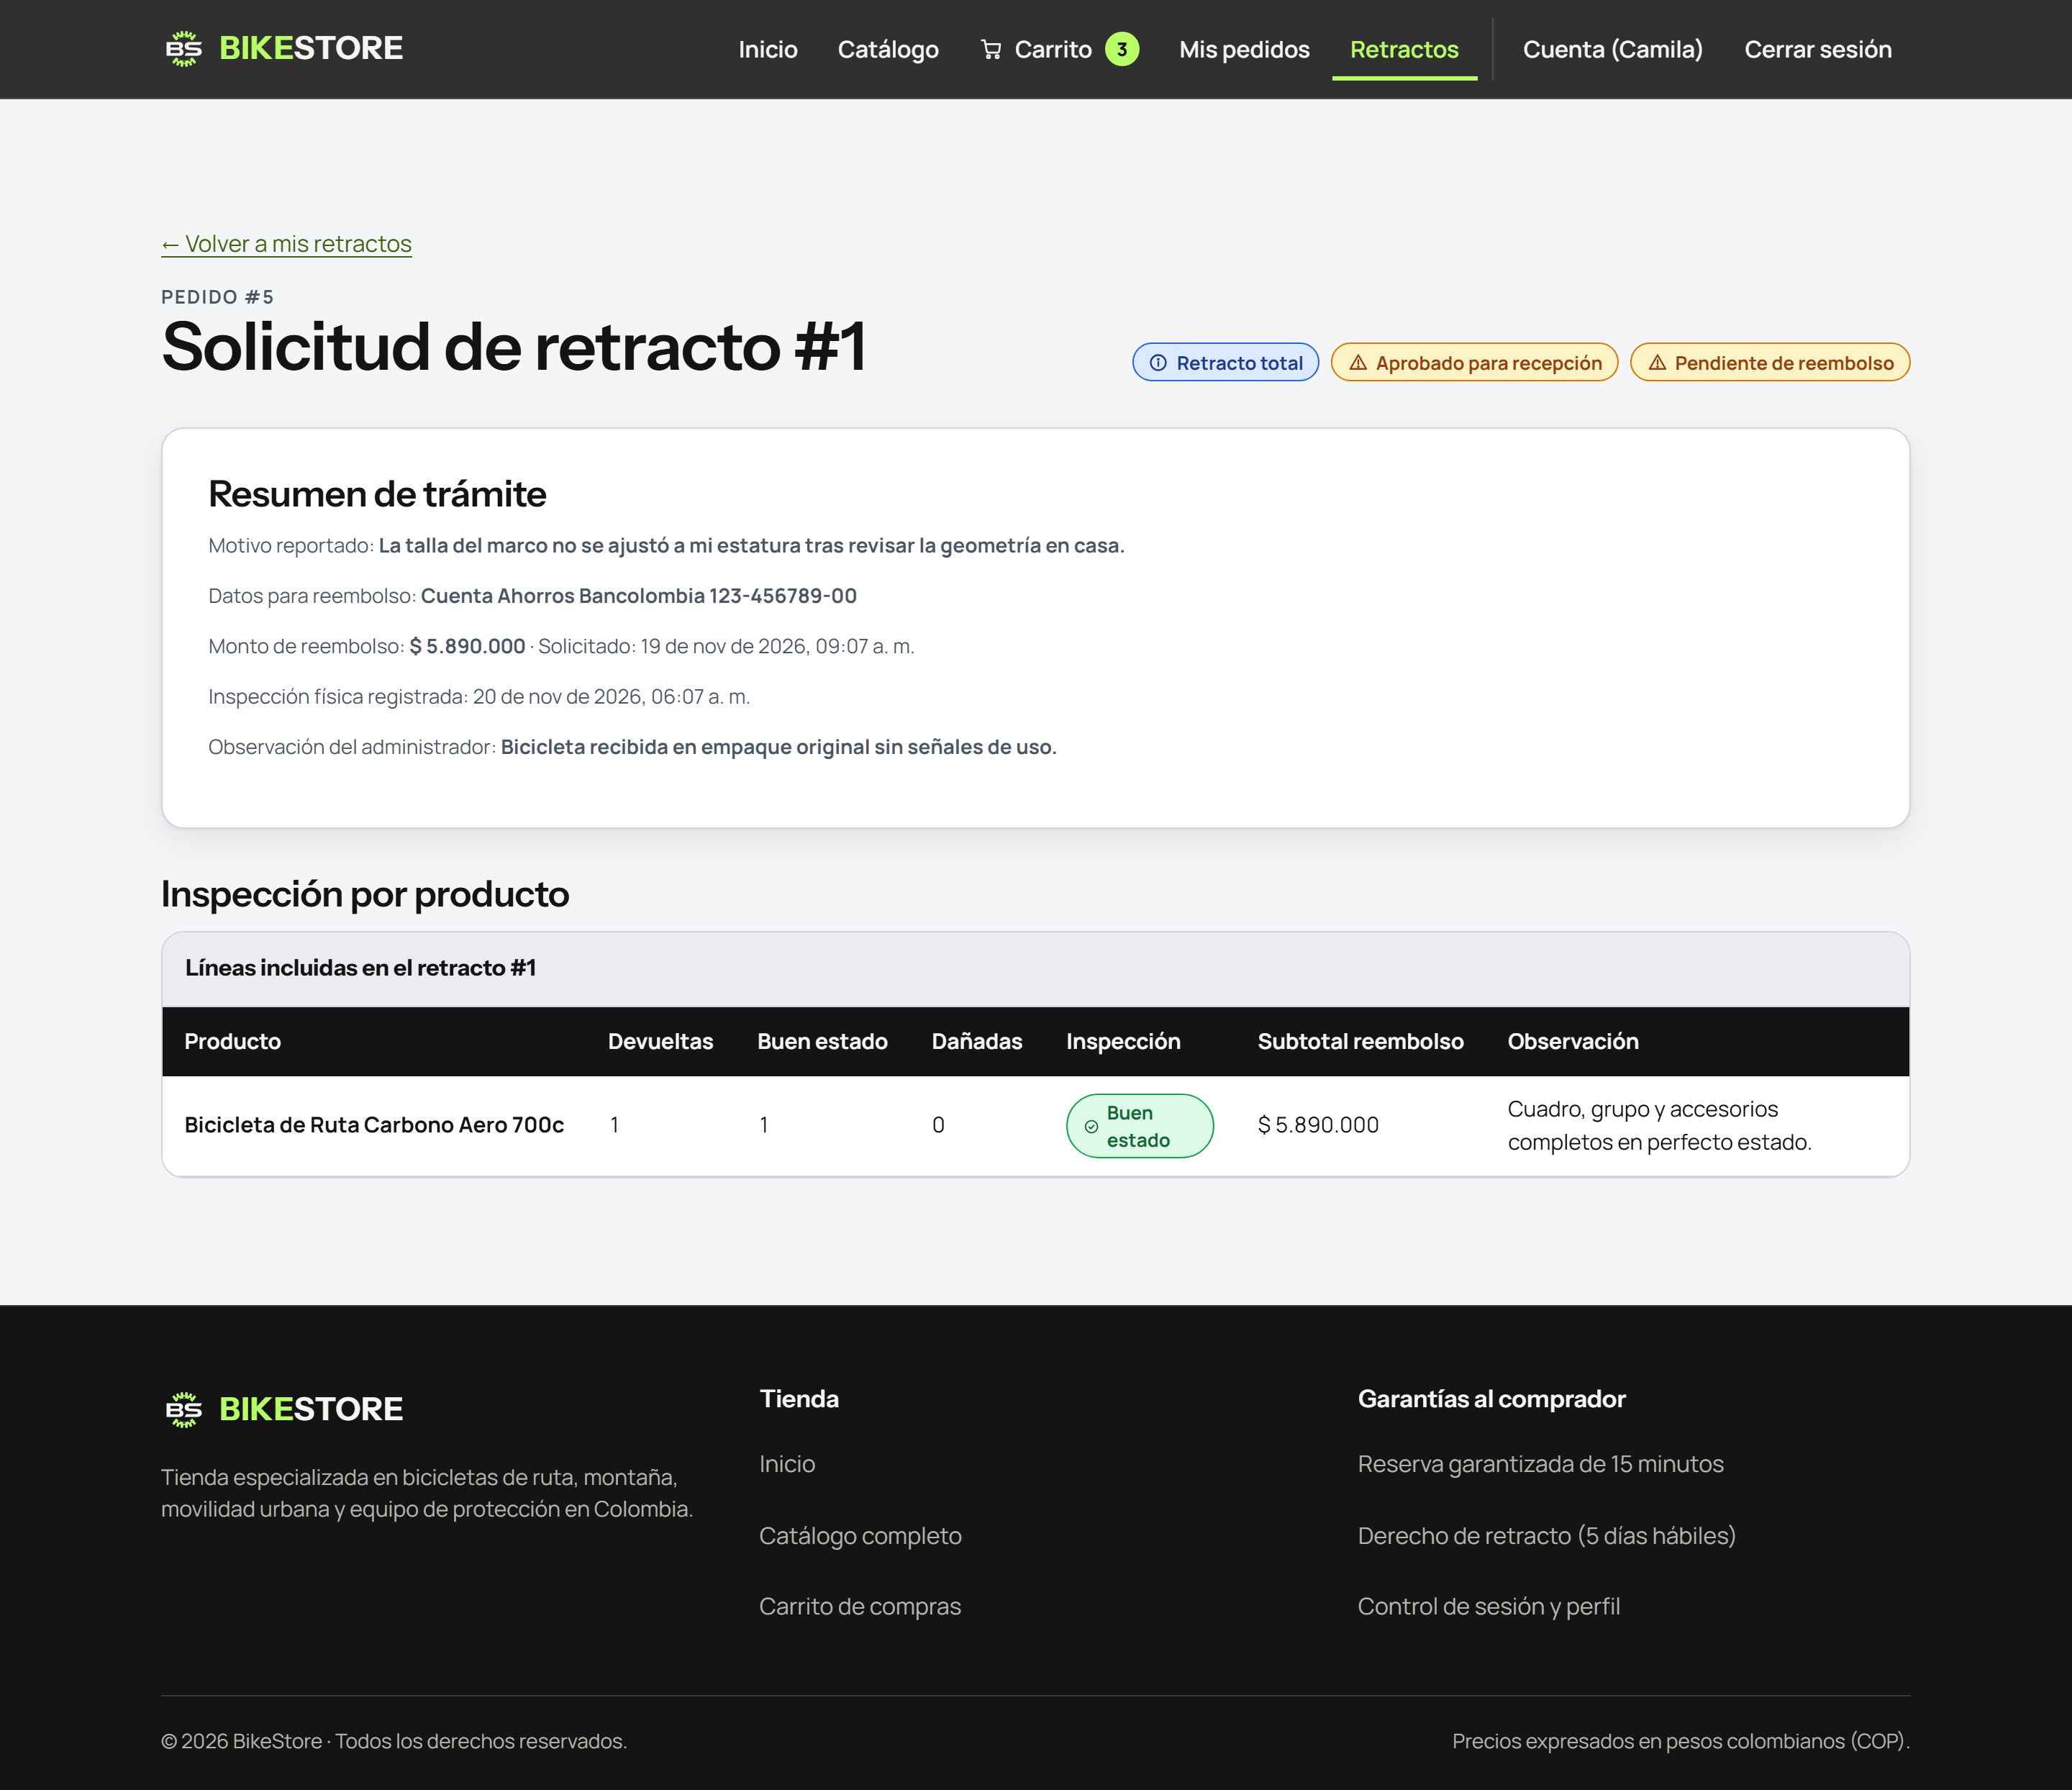 BS BIKESTORE
Inicio Catálogo Carrito 3 Mis pedidos Retractos Cuenta (Camila) Cerrar sesión
← Volver a mis retractos
PEDIDO #5
Solicitud de retracto #1
Retracto total Aprobado para recepción Pendiente de reembolso
Resumen de trámite
Motivo reportado: La talla del marco no se ajustó a mi estatura tras revisar la geometría en casa.
Datos para reembolso: Cuenta Ahorros Bancolombia 123-456789-00
Monto de reembolso: $ 5.890.000 · Solicitado: 19 de nov de 2026, 09:07 a. m.
Inspección física registrada: 20 de nov de 2026, 06:07 a. m.
Observación del administrador: Bicicleta recibida en empaque original sin señales de uso.
Inspección por producto
Líneas incluidas en el retracto #1
Producto Devueltas Buen estado Dañadas Inspección Subtotal reembolso Observación
Bicicleta de Ruta Carbono Aero 700c 1 1 0 Buen estado $ 5.890.000 Cuadro, grupo y accesorios
completos en perfecto estado.
BS BIKESTORE
Tienda especializada en bicicletas de ruta, montaña,
movilidad urbana y equipo de protección en Colombia.
Tienda
Inicio
Catálogo completo
Carrito de compras
Garantías al comprador
Reserva garantizada de 15 minutos
Derecho de retracto (5 días hábiles)
Control de sesión y perfil
© 2026 BikeStore · Todos los derechos reservados.
Precios expresados en pesos colombianos (COP).